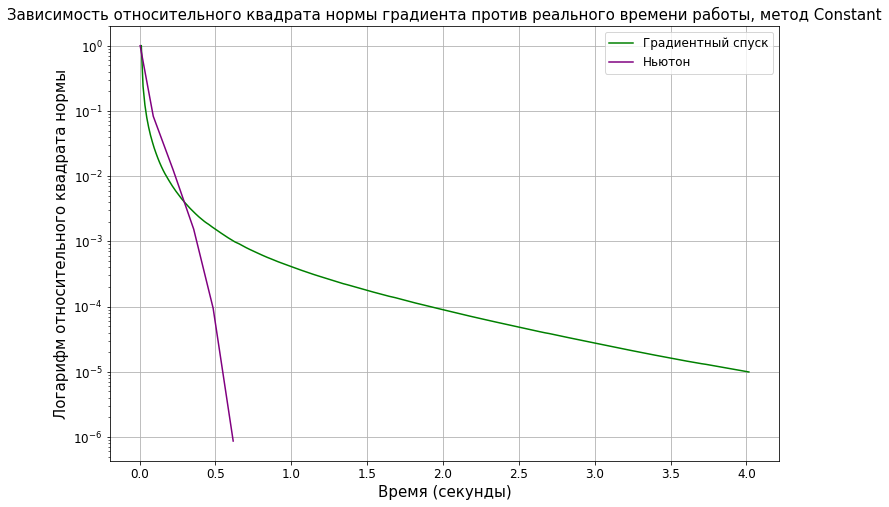 Зависимость относительного квадрата нормы градиента против реального времени работы, метод Constant
Логарифм относительного квадрата нормы
10⁰
10⁻¹
10⁻²
10⁻³
10⁻⁴
10⁻⁵
10⁻⁶
Градиентный спуск
Ньютон
0.0 0.5 1.0 1.5 2.0 2.5 3.0 3.5 4.0
Время (секунды)